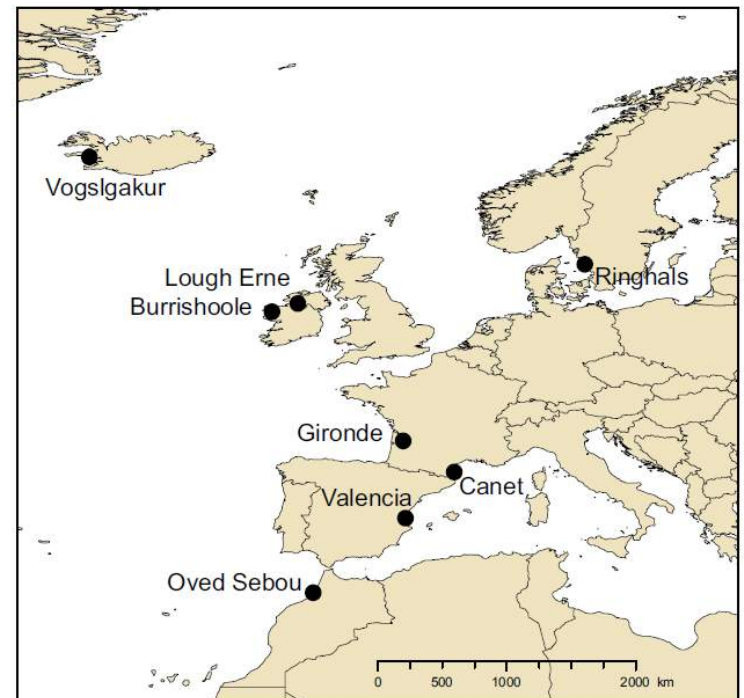 Vogslgakur
Lough Erne
Burrishoole
Ringhals
Gironde
Canet
Valencia
Oved Sebou
0 500 1000 2000 km